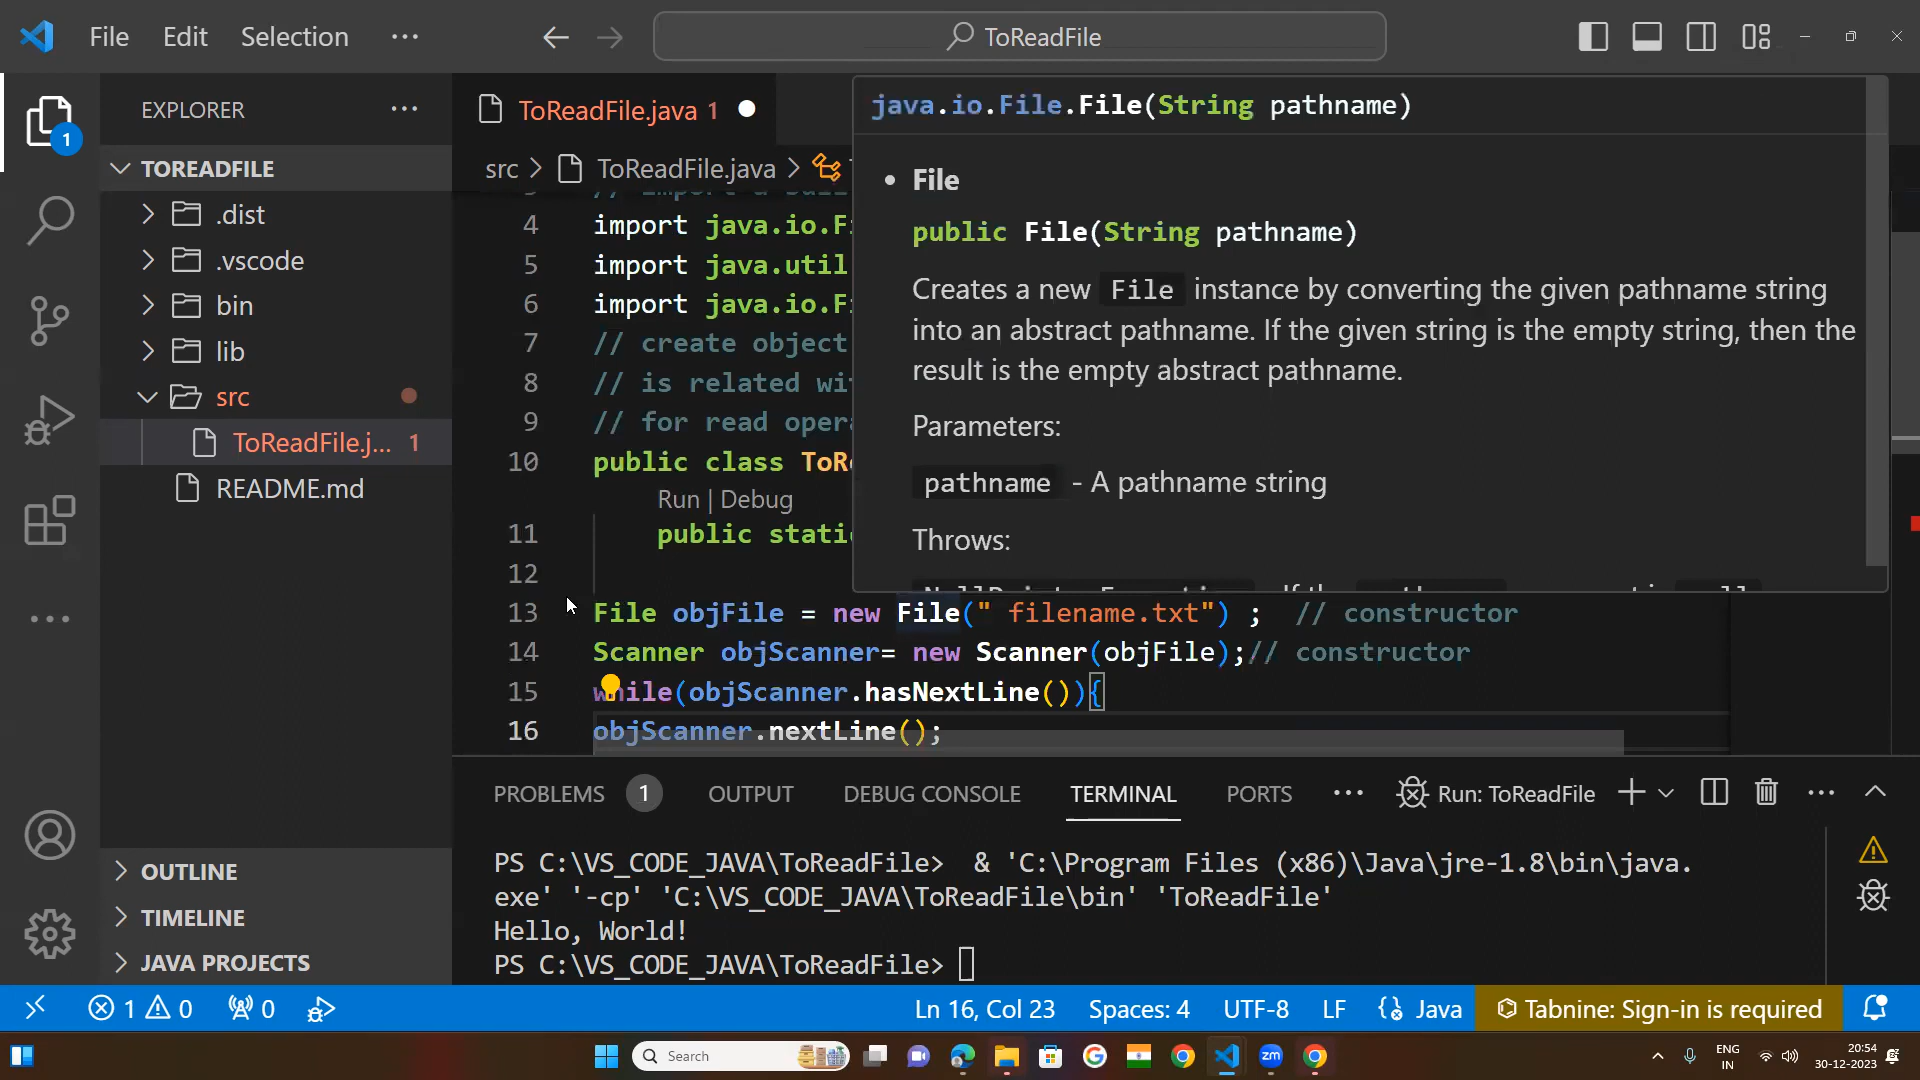 File Edit Selection ··· ToReadFile
EXPLORER ···
TOREADFILE
.dist
.vscode
bin
lib
src
ToReadFile.j... 1
README.md
OUTLINE
TIMELINE
JAVA PROJECTS
1
ToReadFile.java 1
src > ToReadFile.java >
4 import java.io.Fi
5 import java.util
6 import java.io.Fi
7 // create object
8 // is related wi
9 // for read opera
10 public class ToRe
Run | Debug
11 public stati
12
13 File objFile = new File(" filename.txt") ;  // constructor
14 Scanner objScanner= new Scanner(objFile);// constructor
15 while(objScanner.hasNextLine()){
16 objScanner.nextLine();
java.io.File.File(String pathname)
• File
public File(String pathname)
Creates a new File instance by converting the given pathname string
into an abstract pathname. If the given string is the empty string, then the
result is the empty abstract pathname.
Parameters:
pathname - A pathname string
Throws:
PROBLEMS 1 OUTPUT DEBUG CONSOLE TERMINAL PORTS ··· Run: ToReadFile ···
PS C:\VS_CODE_JAVA\ToReadFile>  & 'C:\Program Files (x86)\Java\jre-1.8\bin\java.
exe' '-cp' 'C:\VS_CODE_JAVA\ToReadFile\bin' 'ToReadFile'
Hello, World!
PS C:\VS_CODE_JAVA\ToReadFile>
1 0 0 Ln 16, Col 23 Spaces: 4 UTF-8 LF Java Tabnine: Sign-in is required
Search zm ENG
IN 20:54
30-12-2023